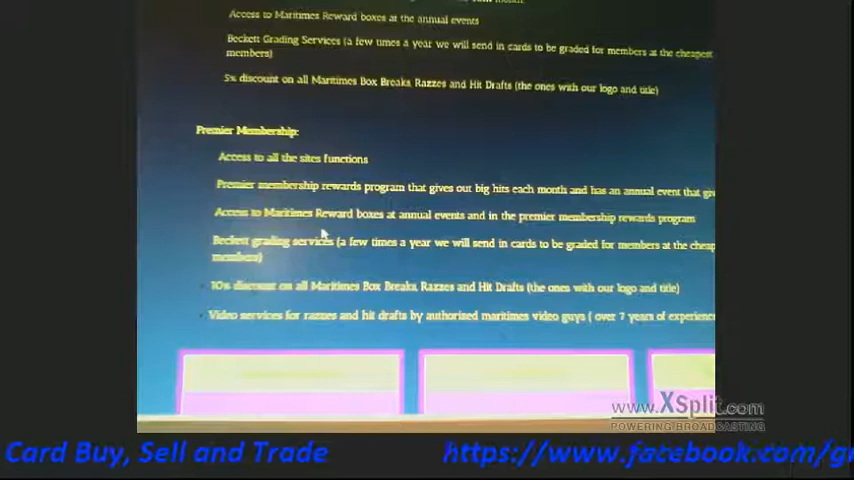 Access to Maritimes Reward boxes at the annual events
Beckett Grading Services (a few times a year we will send in cards to be graded for members at the cheapest
members)
5% discount on all Maritimes Box Breaks, Razzes and Hit Drafts (the ones with our logo and title)
Premier Membership:
Access to all the sites functions
Premier membership rewards program that gives out big hits each month and has an annual event that
Access to Maritimes Reward boxes at annual events and in the premier membership rewards program
Beckett grading services (a few times a year we will send in cards to be graded for members at the
members)
10% discount on all Maritimes Box Breaks, Razzes and Hit Drafts (the ones with our logo and title)
Video services for razzes and hit drafts by authorized maritimes video guys ( over 7 years of experience
www.XSplit.com
POWERING BROADCASTING
Card Buy, Sell and Trade https://www.facebook.com/gr